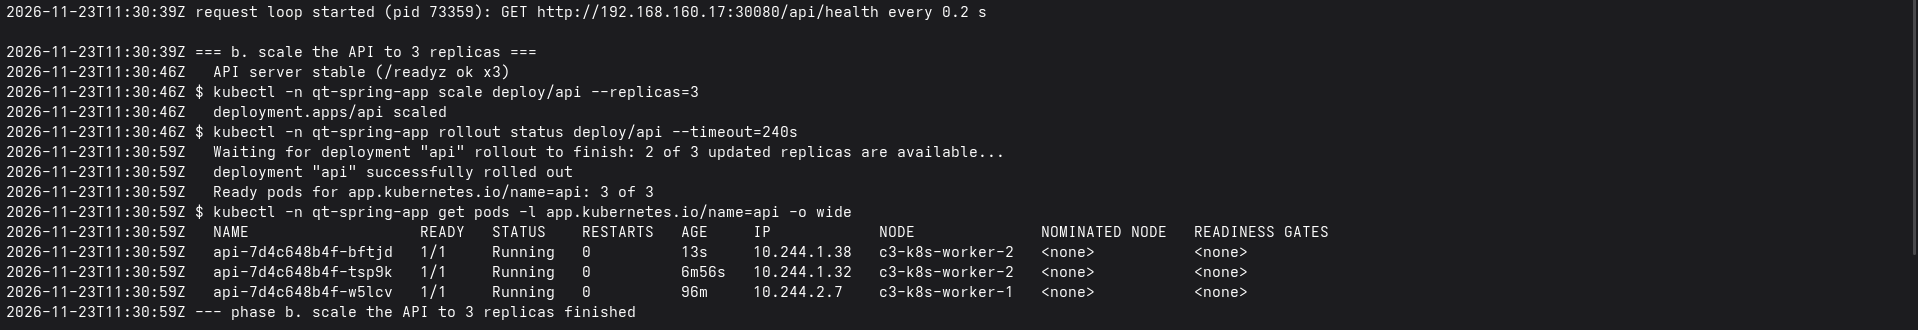 2026-11-23T11:30:39Z request loop started (pid 73359): GET http://192.168.160.17:30080/api/health every 0.2 s

2026-11-23T11:30:39Z === b. scale the API to 3 replicas ===
2026-11-23T11:30:46Z   API server stable (/readyz ok x3)
2026-11-23T11:30:46Z $ kubectl -n qt-spring-app scale deploy/api --replicas=3
2026-11-23T11:30:46Z   deployment.apps/api scaled
2026-11-23T11:30:46Z $ kubectl -n qt-spring-app rollout status deploy/api --timeout=240s
2026-11-23T11:30:59Z   Waiting for deployment "api" rollout to finish: 2 of 3 updated replicas are available...
2026-11-23T11:30:59Z   deployment "api" successfully rolled out
2026-11-23T11:30:59Z   Ready pods for app.kubernetes.io/name=api: 3 of 3
2026-11-23T11:30:59Z $ kubectl -n qt-spring-app get pods -l app.kubernetes.io/name=api -o wide
2026-11-23T11:30:59Z   NAME                   READY   STATUS    RESTARTS   AGE     IP            NODE              NOMINATED NODE   READINESS GATES
2026-11-23T11:30:59Z   api-7d4c648b4f-bftjd   1/1     Running   0          13s     10.244.1.38   c3-k8s-worker-2   <none>           <none>
2026-11-23T11:30:59Z   api-7d4c648b4f-tsp9k   1/1     Running   0          6m56s   10.244.1.32   c3-k8s-worker-2   <none>           <none>
2026-11-23T11:30:59Z   api-7d4c648b4f-w5lcv   1/1     Running   0          96m     10.244.2.7    c3-k8s-worker-1   <none>           <none>
2026-11-23T11:30:59Z --- phase b. scale the API to 3 replicas finished